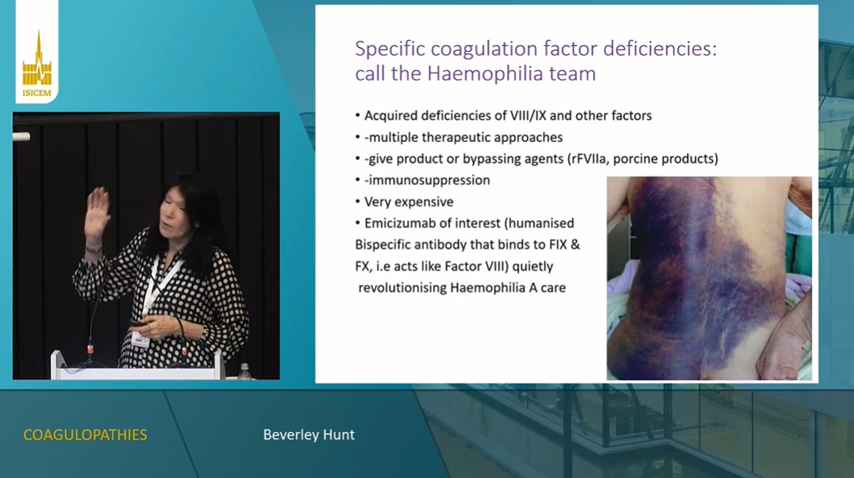 ISICEM
Specific coagulation factor deficiencies:
call the Haemophilia team
• Acquired deficiencies of VIII/IX and other factors
• -multiple therapeutic approaches
• -give product or bypassing agents (rFVIIa, porcine products)
• -immunosuppression
• Very expensive
• Emicizumab of interest (humanised
Bispecific antibody that binds to FIX &
FX, i.e acts like Factor VIII) quietly
revolutionising Haemophilia A care
COAGULOPATHIES
Beverley Hunt